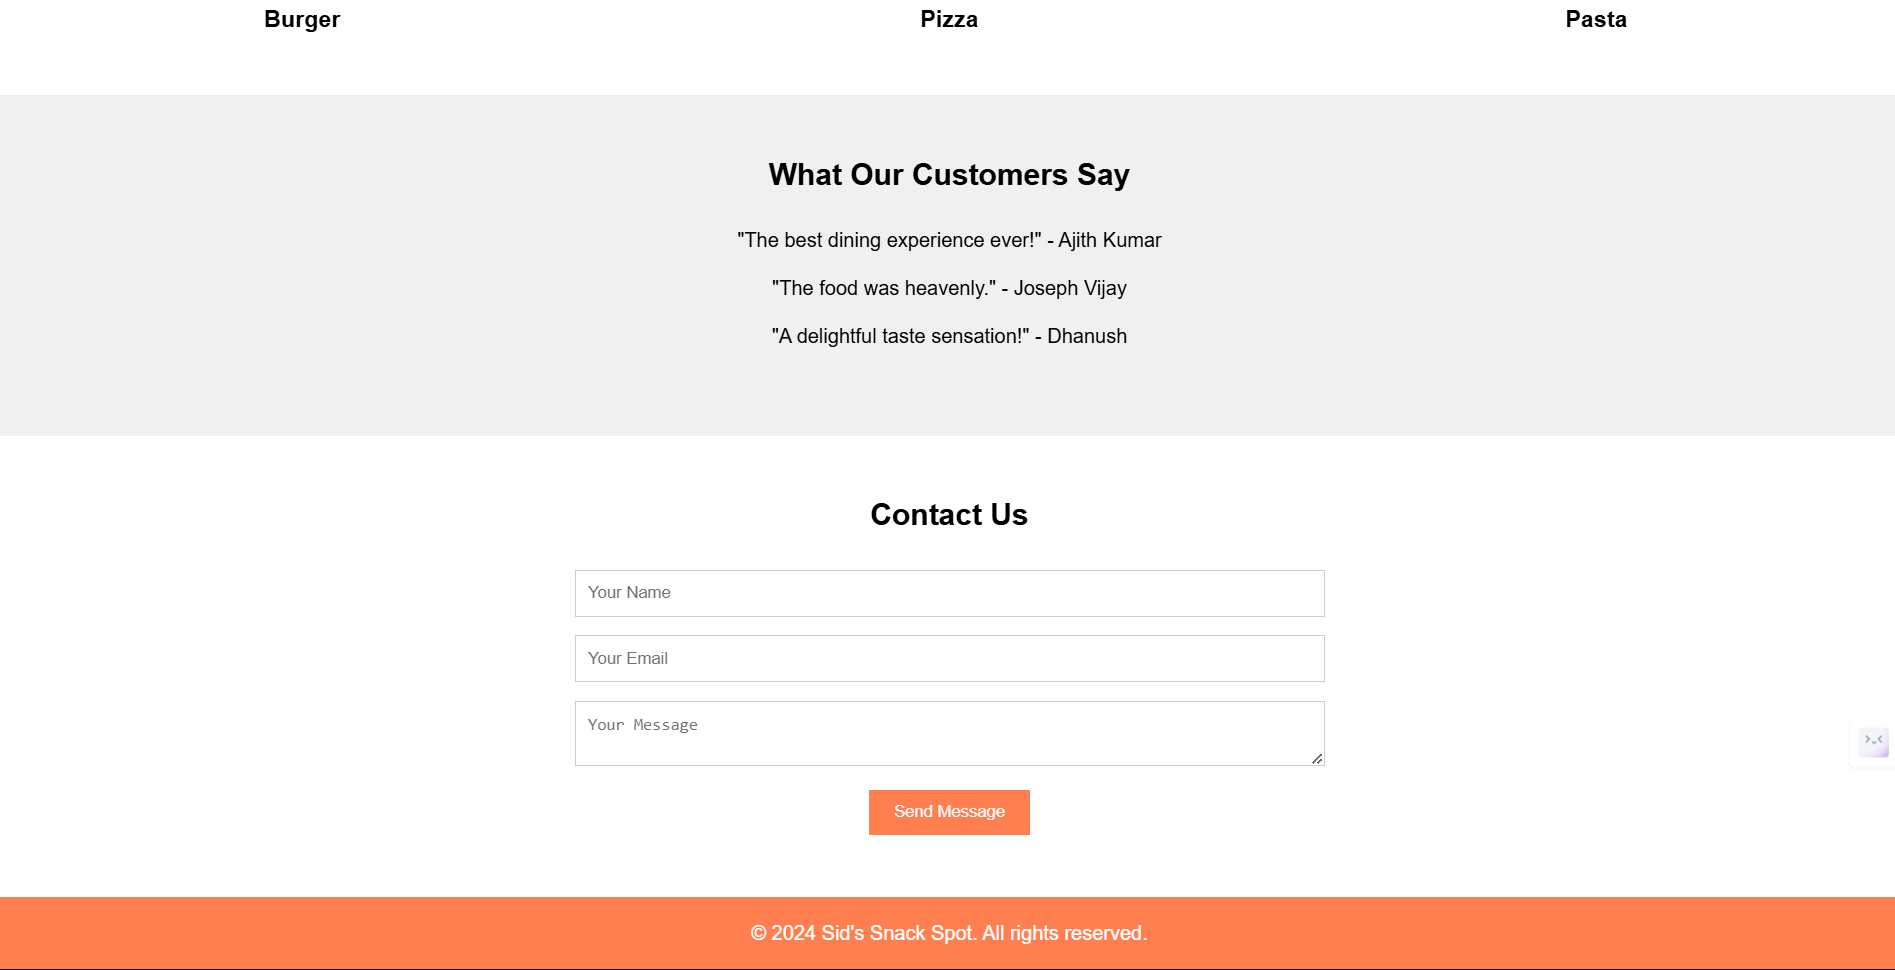 Burger Pizza Pasta
What Our Customers Say
"The best dining experience ever!" - Ajith Kumar
"The food was heavenly." - Joseph Vijay
"A delightful taste sensation!" - Dhanush
Contact Us
Your Name
Your Email
Your Message
Send Message
© 2024 Sid's Snack Spot. All rights reserved.